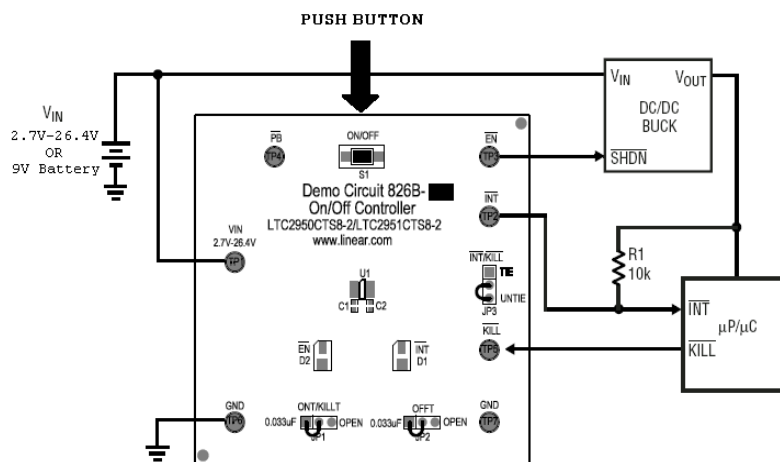 PUSH BUTTON
VIN
2.7V-26.4V
OR
9V Battery
VIN
VOUT
DC/DC
BUCK
SHDN
PB
TP4
ON/OFF
S1
EN
TP3
Demo Circuit 826B-
On/Off Controller
LTC2950CTS8-2/LTC2951CTS8-2
www.linear.com
INT
TP2
VIN
2.7V-26.4V
TP1
U1
C1
C2
INT/KILL
TIE
UNTIE
JP3
R1
10k
INT
µP/µC
KILL
KILL
TP5
EN
D2
INT
D1
GND
TP6
ONT/KILLT
0.033uF
OPEN
JP1
OFFT
0.033uF
OPEN
JP2
GND
TP7